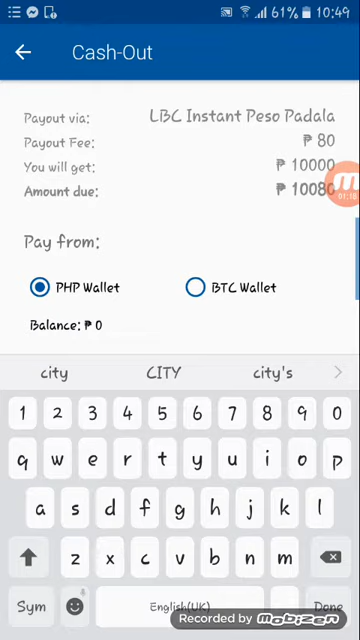 61% 10:49
Cash-Out
Payout via: LBC Instant Peso Padala
Payout Fee: ₱ 80
You will get: ₱ 10000
Amount due: ₱ 10080
01:18
Pay from:
PHP Wallet BTC Wallet
Balance: ₱ 0
city CITY city's
1 2 3 4 5 6 7 8 9 0
q w e r t y u i o p
a s d f g h j k l
z x c v b n m
Sym English(UK) Done
Recorded by mobizen